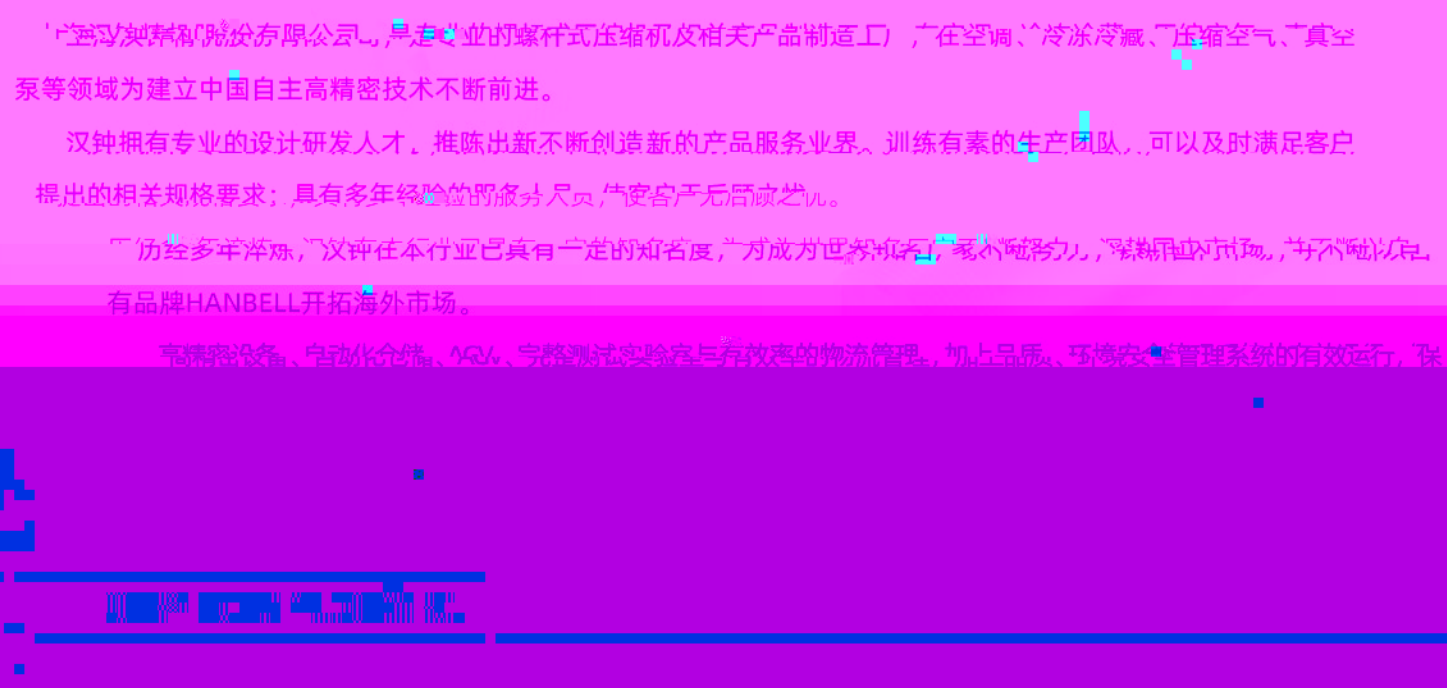 上海汉钟精机股份有限公司，是专业的螺杆式压缩机及相关产品制造工厂，在空调、冷冻冷藏、压缩空气、真空
泵等领域为建立中国自主高精密技术不断前进。
汉钟拥有专业的设计研发人才，推陈出新不断创造新的产品服务业界。训练有素的生产团队，可以及时满足客户
提出的相关规格要求；具有多年经验的服务人员，使客户无后顾之忧。
历经多年淬炼，汉钟在本行业已具有一定的知名度，为成为世界知名，不断努力，深耕国内市场，并不断以自
有品牌HANBELL开拓海外市场。
高精密设备、自动化仓储、AGV、完整测试实验室与有效率的物流管理，加上品质、环境安全管理系统的有效运行，保